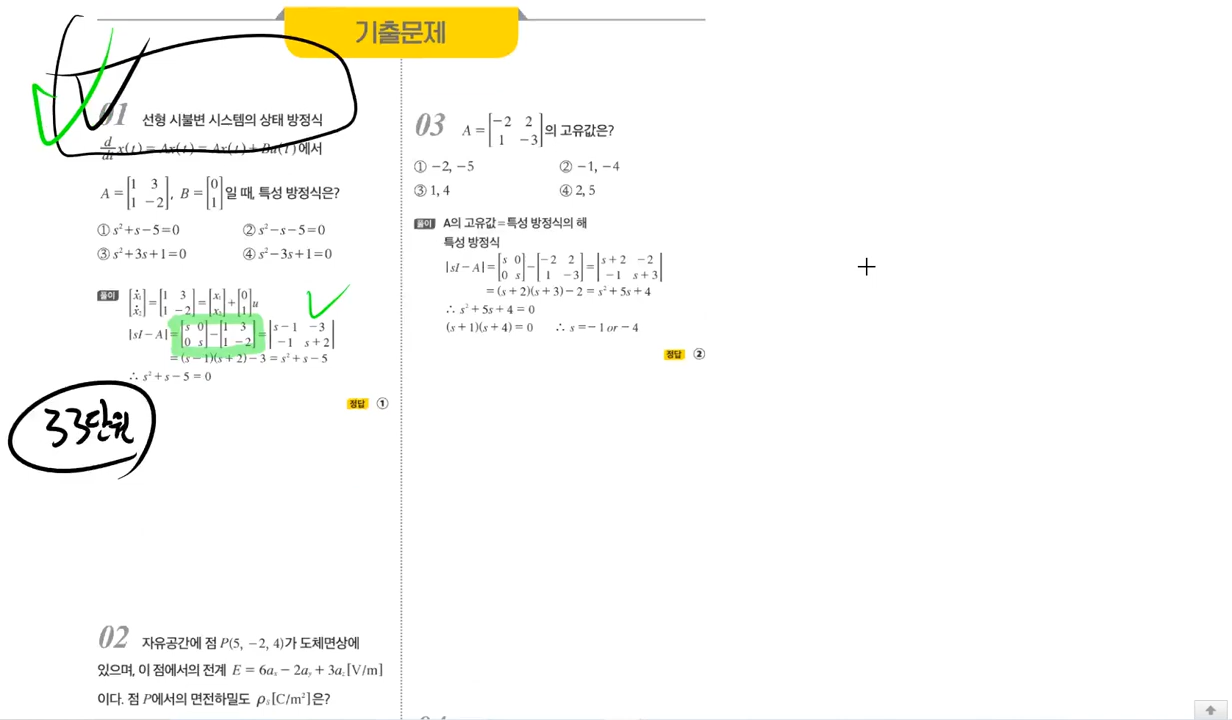 기출문제
01 선형 시불변 시스템의 상태 방정식
d/dt x(t) = Ax(t) = Ax(t) + Bu(t)에서
A = [1 3; 1 −2], B = [0; 1]일 때, 특성 방정식은?
① s²+s−5=0 ② s²−s−5=0
③ s²+3s+1=0 ④ s²−3s+1=0
풀이 [ẋ₁; ẋ₂] = [1 3; 1 −2] = [x₁; x₂] + [0; 1]u
|sI−A| = [s 0; 0 s] − [1 3; 1 −2] = |s−1 −3; −1 s+2|
= (s−1)(s+2)−3 = s²+s−5
∴ s²+s−5 = 0
정답 ①
33단원
02 자유공간에 점 P(5, −2, 4)가 도체면상에
있으며, 이 점에서의 전계 E = 6aₓ − 2a_y + 3a_z[V/m]
이다. 점 P에서의 면전하밀도 ρₛ[C/m²]은?
03 A = [−2 2; 1 −3]의 고유값은?
① −2, −5 ② −1, −4
③ 1, 4 ④ 2, 5
풀이 A의 고유값 = 특성 방정식의 해
특성 방정식
|sI−A| = [s 0; 0 s] − [−2 2; 1 −3] = |s+2 −2; −1 s+3|
= (s+2)(s+3)−2 = s²+5s+4
∴ s²+5s+4 = 0
(s+1)(s+4) = 0 ∴ s=−1 or −4
정답 ②